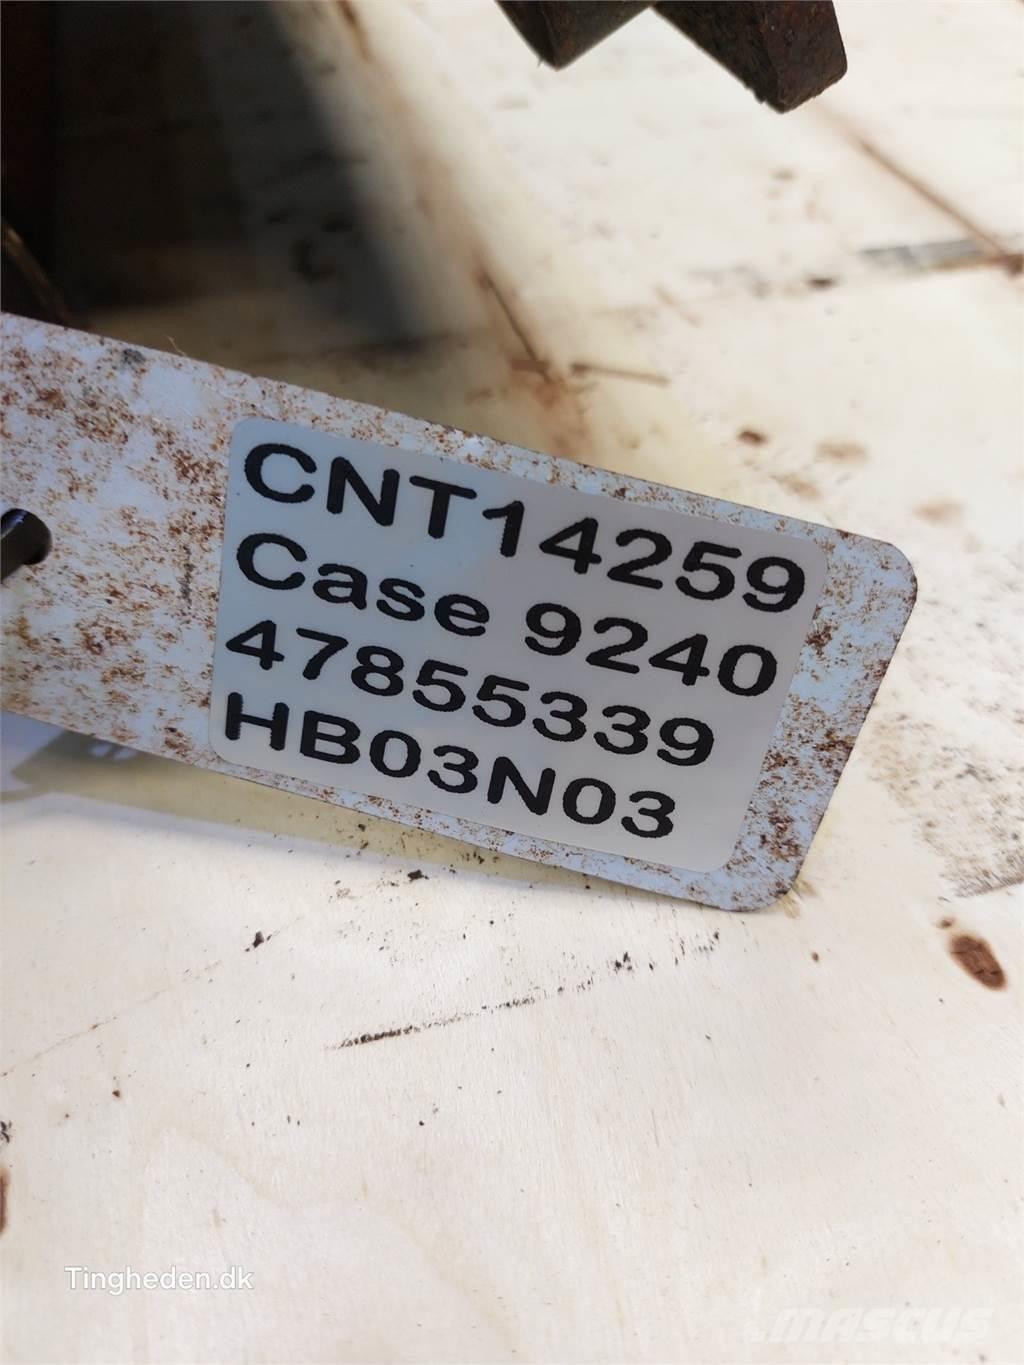 CNT14259
Case 9240
47855339
HB03N03
Tingheden.dk
mascus